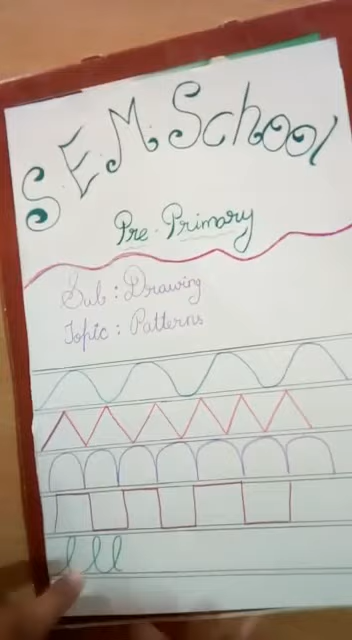 S.E.M. School
Pre-Primary
Sub : Drawing
Topic : Patterns